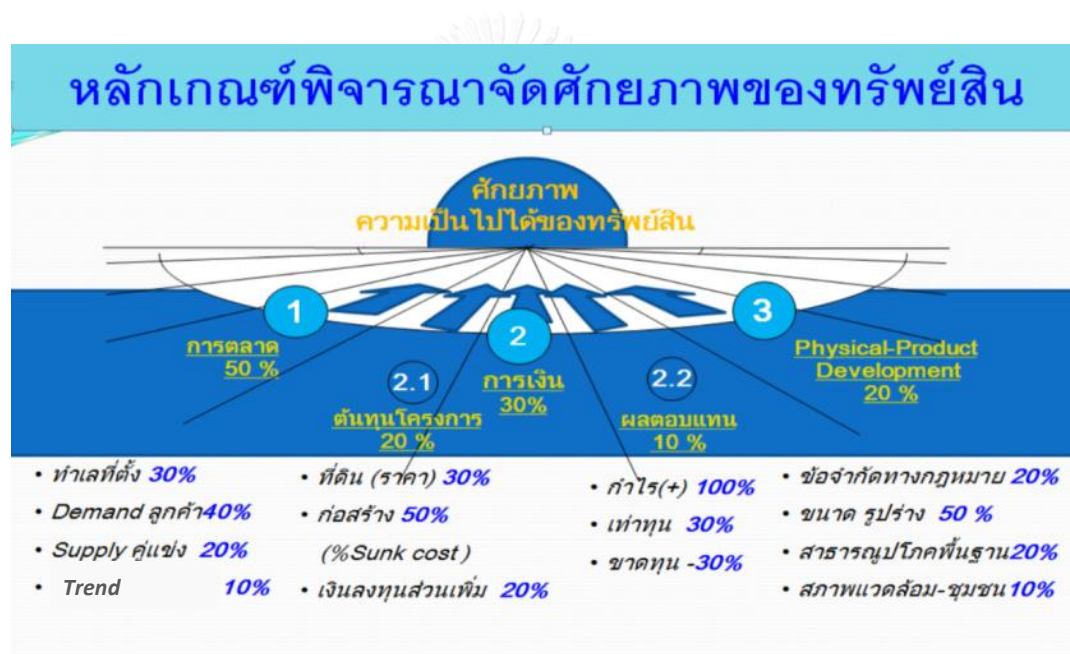 หลักเกณฑ์พิจารณาจัดศักยภาพของทรัพย์สิน
ศักยภาพ
ความเป็นไปได้ของทรัพย์สิน
1
การตลาด
50 %
2
การเงิน
30%
2.1
ต้นทุนโครงการ
20 %
2.2
ผลตอบแทน
10 %
3
Physical-Product
Development
20 %
• ทำเลที่ตั้ง 30%
• Demand ลูกค้า40%
• Supply คู่แข่ง 20%
• Trend 10%
• ที่ดิน (ราคา) 30%
• ก่อสร้าง 50%
(%Sunk cost )
• เงินลงทุนส่วนเพิ่ม 20%
• กำไร(+) 100%
• เท่าทุน 30%
• ขาดทุน -30%
• ข้อจำกัดทางกฎหมาย 20%
• ขนาด รูปร่าง 50 %
• สาธารณูปโภคพื้นฐาน20%
• สภาพแวดล้อม-ชุมชน10%